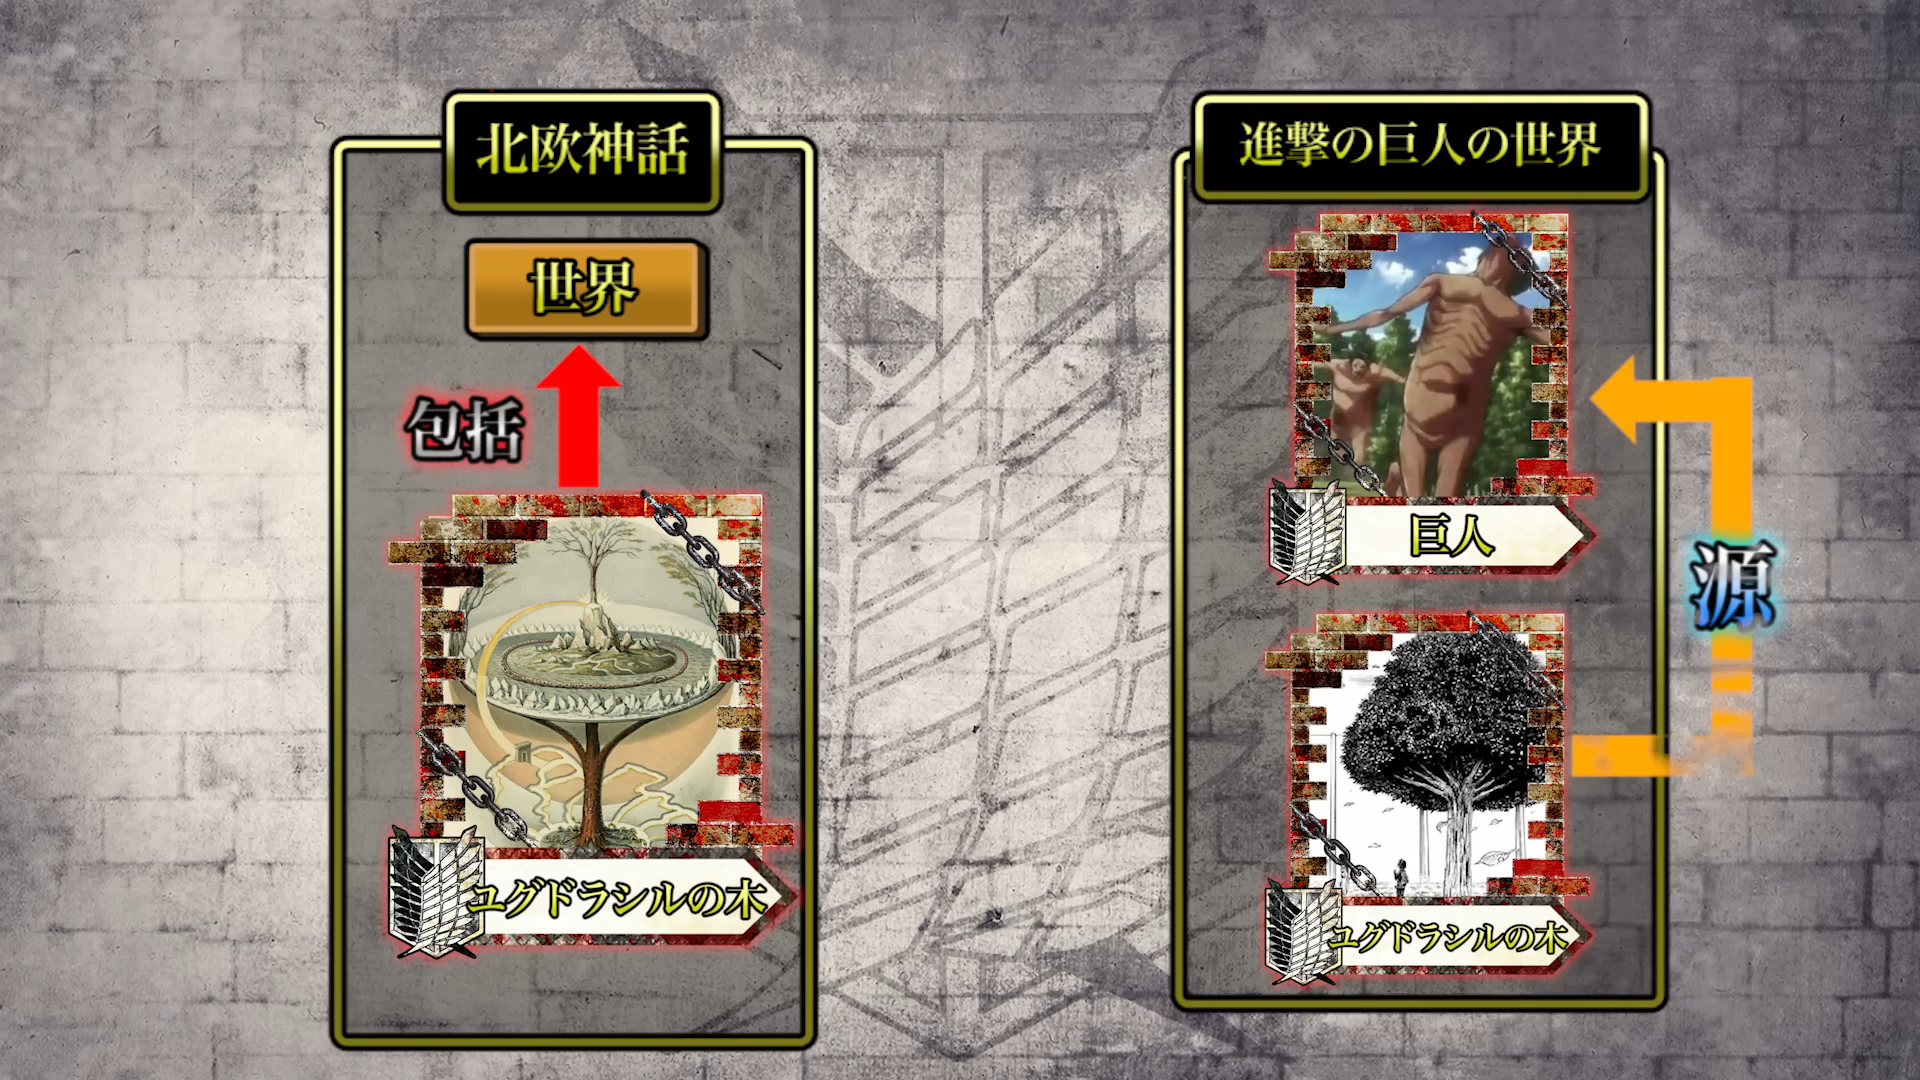 北欧神話
世界
包括
ユグドラシルの木
進撃の巨人の世界
巨人
源
ユグドラシルの木